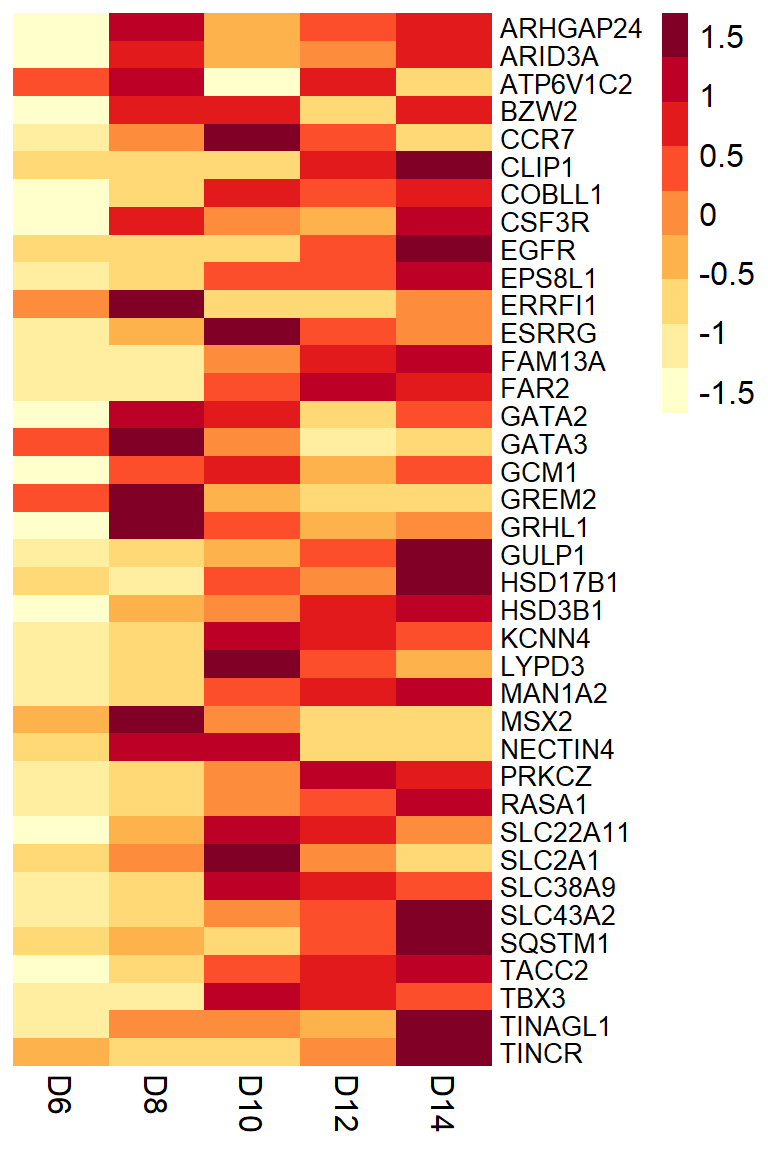 ARHGAP24
ARID3A
ATP6V1C2
BZW2
CCR7
CLIP1
COBLL1
CSF3R
EGFR
EPS8L1
ERRFI1
ESRRG
FAM13A
FAR2
GATA2
GATA3
GCM1
GREM2
GRHL1
GULP1
HSD17B1
HSD3B1
KCNN4
LYPD3
MAN1A2
MSX2
NECTIN4
PRKCZ
RASA1
SLC22A11
SLC2A1
SLC38A9
SLC43A2
SQSTM1
TACC2
TBX3
TINAGL1
TINCR
1.5
1
0.5
0
-0.5
-1
-1.5
D6
D8
D10
D12
D14